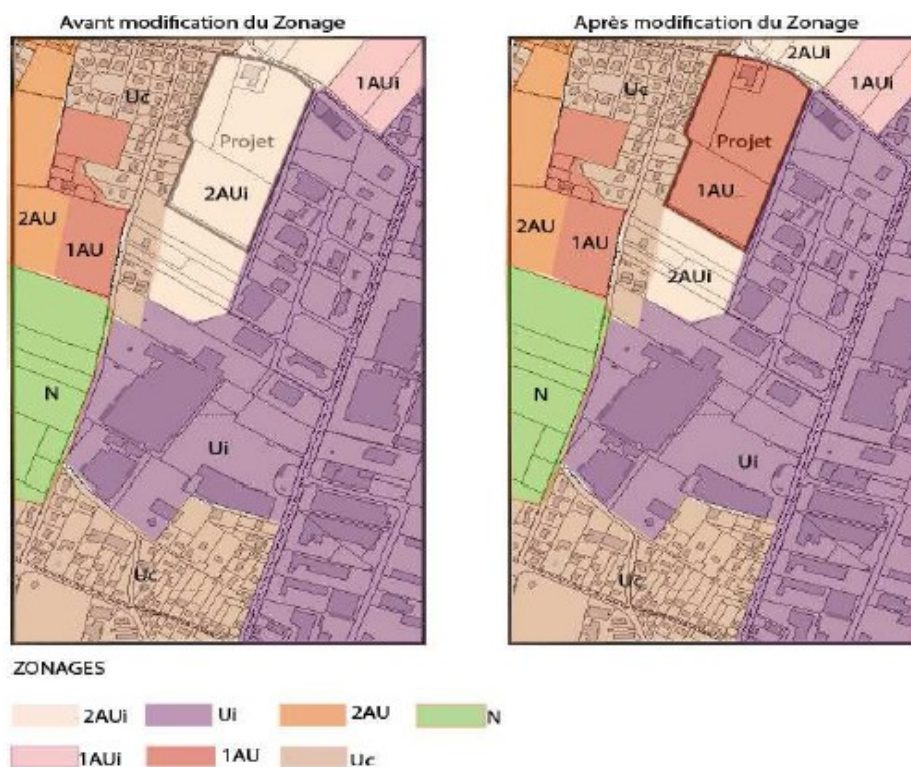 Avant modification du Zonage
Uc
1AUi
Projet
2AUi
2AU
1AU
N
Ui
Uc
Après modification du Zonage
2AUi
1AUi
Uc
Projet
1AU
2AU
1AU
2AUi
N
Ui
Uc
ZONAGES
2AUi Ui 2AU N
1AUi 1AU Uc